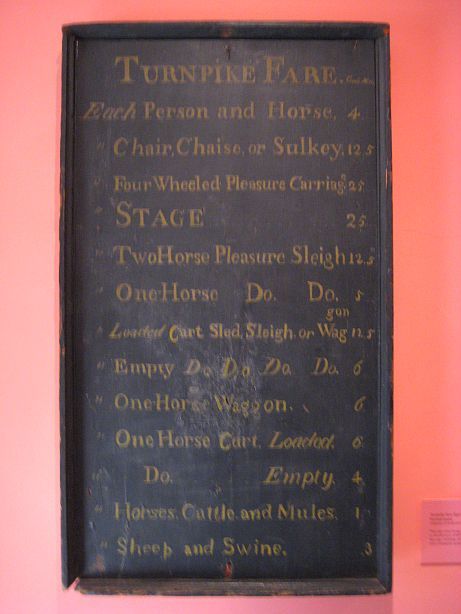 TURNPIKE FARE.
Each Person and Horse, 4
" Chair, Chaise, or Sulkey, 12 5
" Four Wheeled Pleasure Carriag.e 25
" STAGE 25
" Two Horse Pleasure Sleigh 12.5
" One Horse Do. Do. 5
gon
" Loaded Cart Sled, Sleigh, or Wag 12.5
" Empty Do Do Do. Do. 6
" One Horse Waggon. 6
" One Horse Cart, Loaded, 6
" Do. Empty, 4
" Horses, Cattle and Mules, 1
" Sheep and Swine, .3